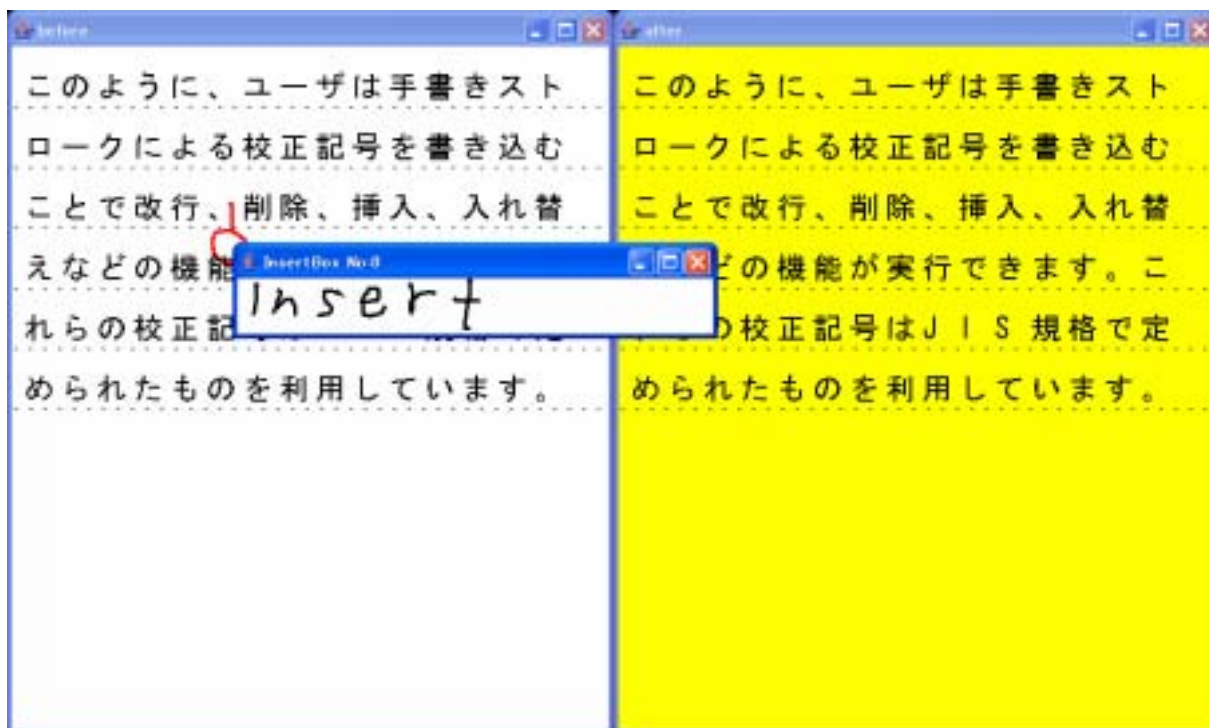 before
このように、ユーザは手書きスト
ロークによる校正記号を書き込む
ことで改行、削除、挿入、入れ替
えなどの機能
れらの校正記
められたものを利用しています。
InsertBox No.0
Insert
after
このように、ユーザは手書きスト
ロークによる校正記号を書き込む
ことで改行、削除、挿入、入れ替
どの機能が実行できます。こ
の校正記号はJIS規格で定
められたものを利用しています。